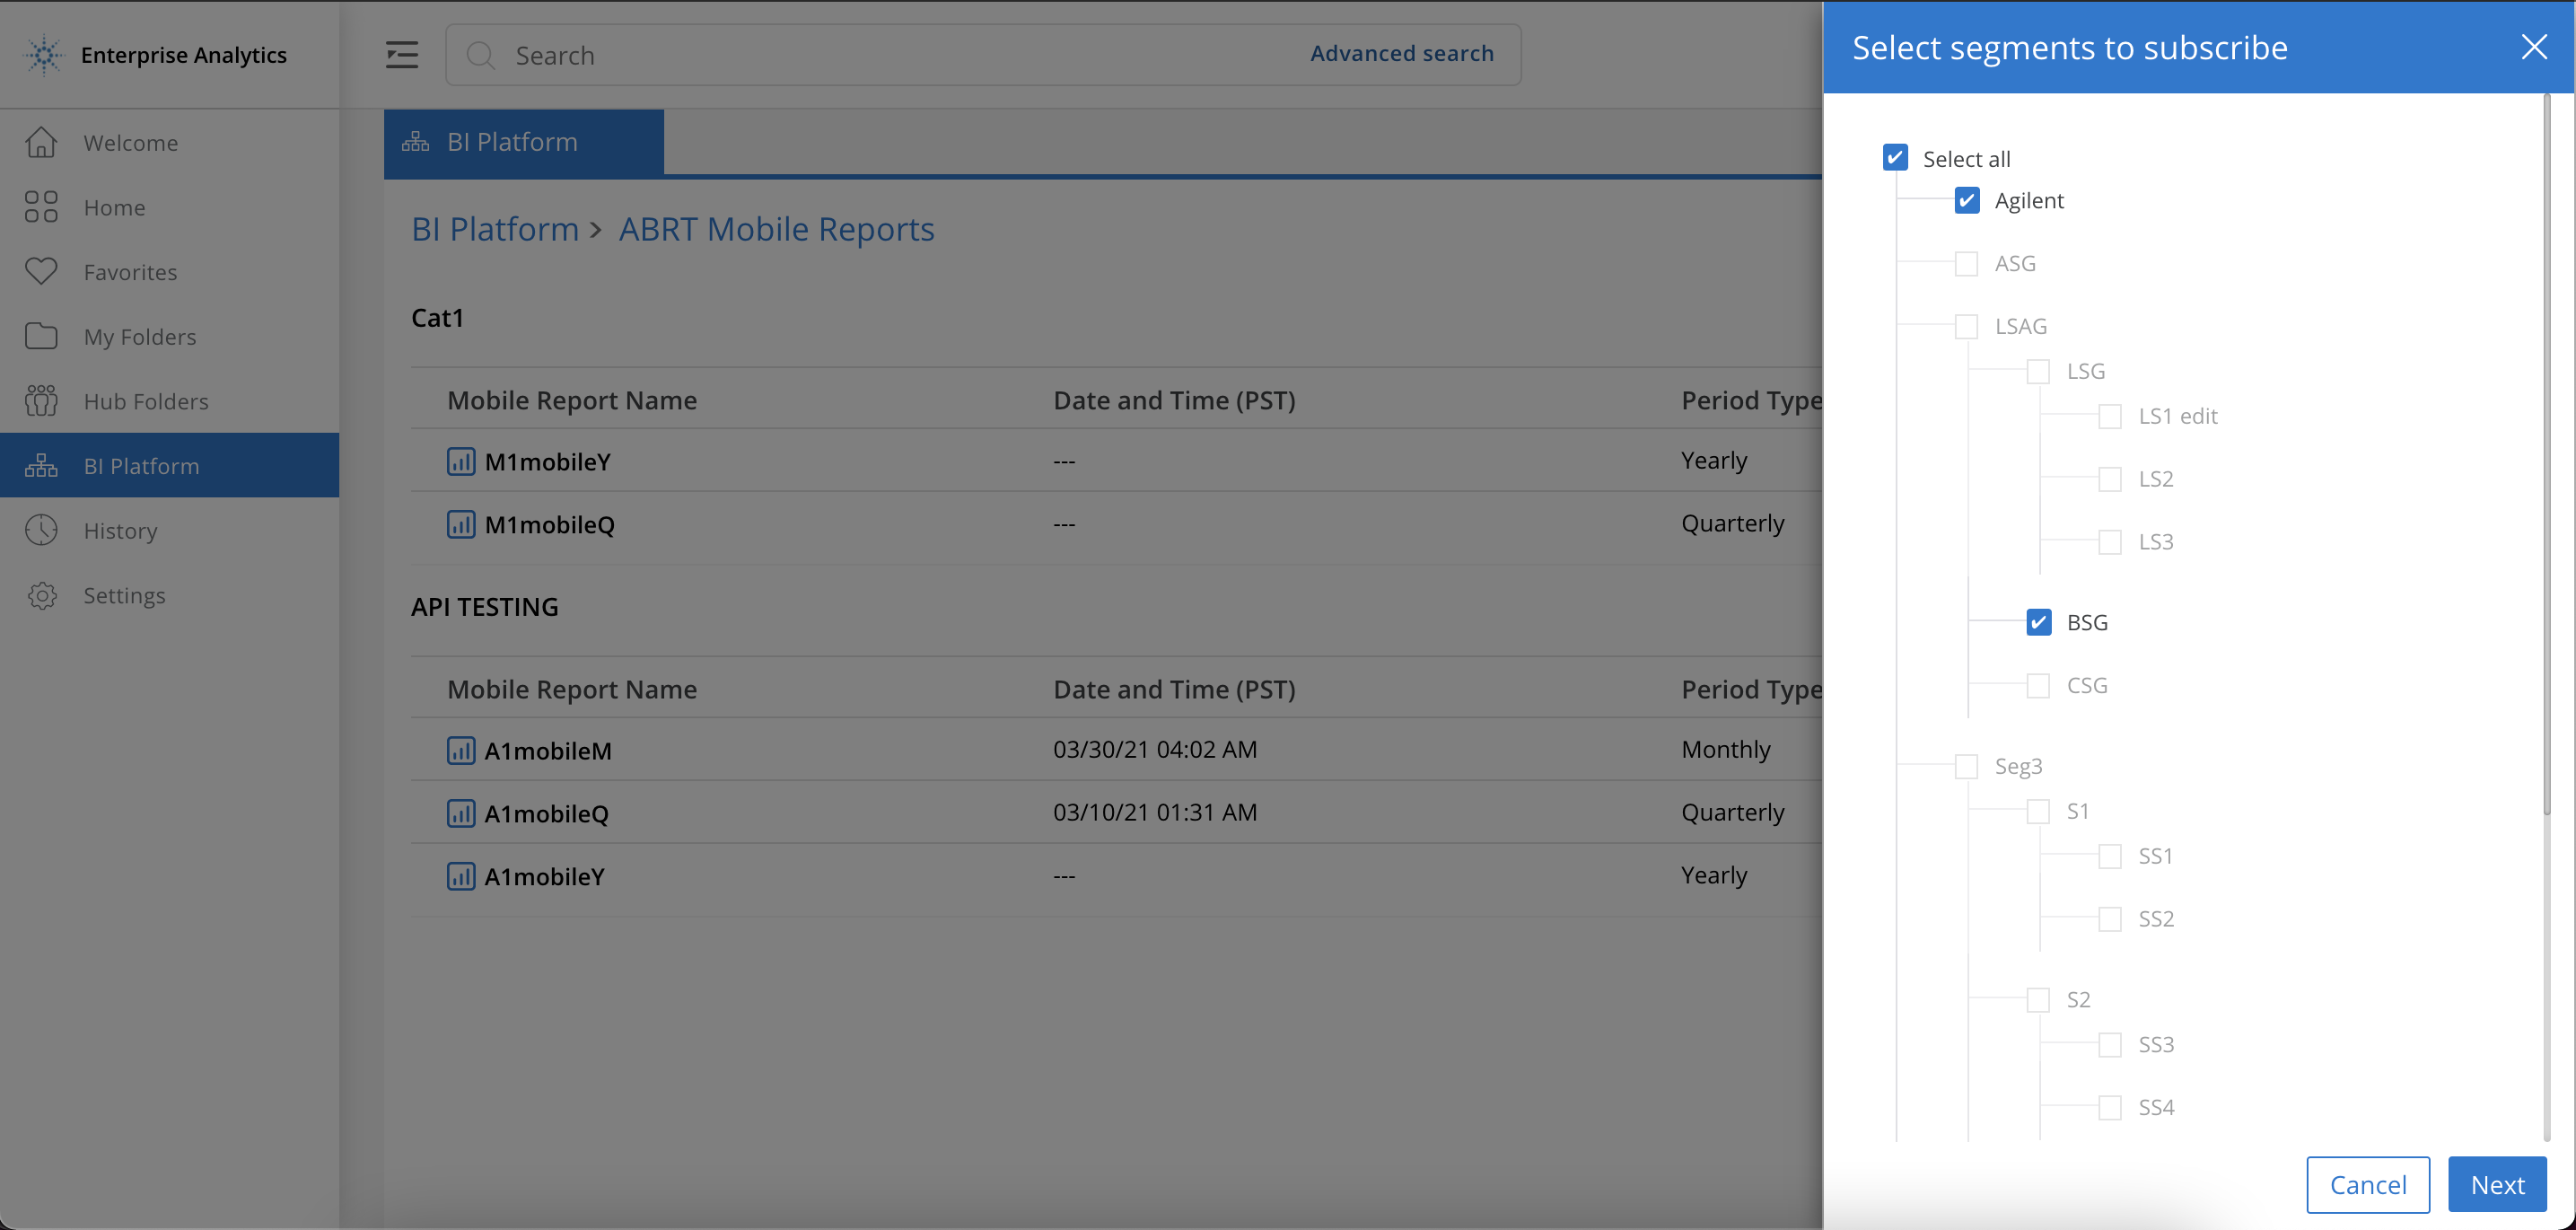 Enterprise Analytics
Welcome
Home
Favorites
My Folders
Hub Folders
BI Platform
History
Settings
Search
Advanced search
BI Platform
BI Platform > ABRT Mobile Reports
Cat1
Mobile Report Name Date and Time (PST) Period Type
M1mobileY --- Yearly
M1mobileQ --- Quarterly
API TESTING
Mobile Report Name Date and Time (PST) Period Type
A1mobileM 03/30/21 04:02 AM Monthly
A1mobileQ 03/10/21 01:31 AM Quarterly
A1mobileY --- Yearly
Select segments to subscribe
Select all
Agilent
ASG
LSAG
LSG
LS1 edit
LS2
LS3
BSG
CSG
Seg3
S1
SS1
SS2
S2
SS3
SS4
Cancel Next